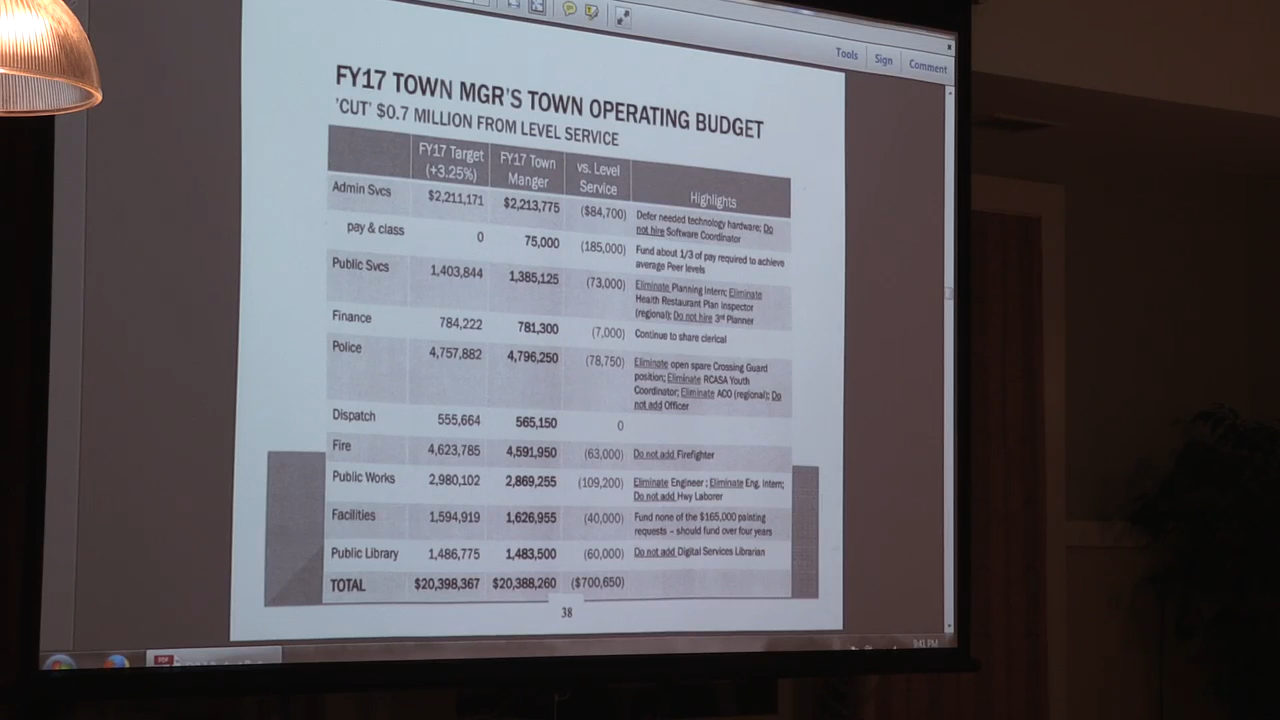 Tools Sign Comment
FY17 TOWN MGR'S TOWN OPERATING BUDGET
'CUT' $0.7 MILLION FROM LEVEL SERVICE
FY17 Target (+3.25%) FY17 Town Manger vs. Level Service Highlights
Admin Svcs $2,211,171 $2,213,775 ($84,700) Defer needed technology hardware; Do
not hire Software Coordinator
pay & class 0 75,000 (185,000) Fund about 1/3 of pay required to achieve
average Peer levels
Public Svcs 1,403,844 1,385,125 (73,000) Eliminate Planning Intern; Eliminate
Health Restaurant Plan Inspector
(regional); Do not hire 3rd Planner
Finance 784,222 781,300 (7,000) Continue to share clerical
Police 4,757,882 4,796,250 (78,750) Eliminate open spare Crossing Guard
position; Eliminate RCASA Youth
Coordinator; Eliminate ACO (regional); Do
not add Officer
Dispatch 555,664 565,150 0
Fire 4,623,785 4,591,950 (63,000) Do not add Firefighter
Public Works 2,980,102 2,869,255 (109,200) Eliminate Engineer ; Eliminate Eng. Intern;
Do not add Hwy Laborer
Facilities 1,594,919 1,626,955 (40,000) Fund none of the $165,000 painting
requests – should fund over four years
Public Library 1,486,775 1,483,500 (60,000) Do not add Digital Services Librarian
TOTAL $20,398,367 $20,388,260 ($700,650)
38
9:41 PM